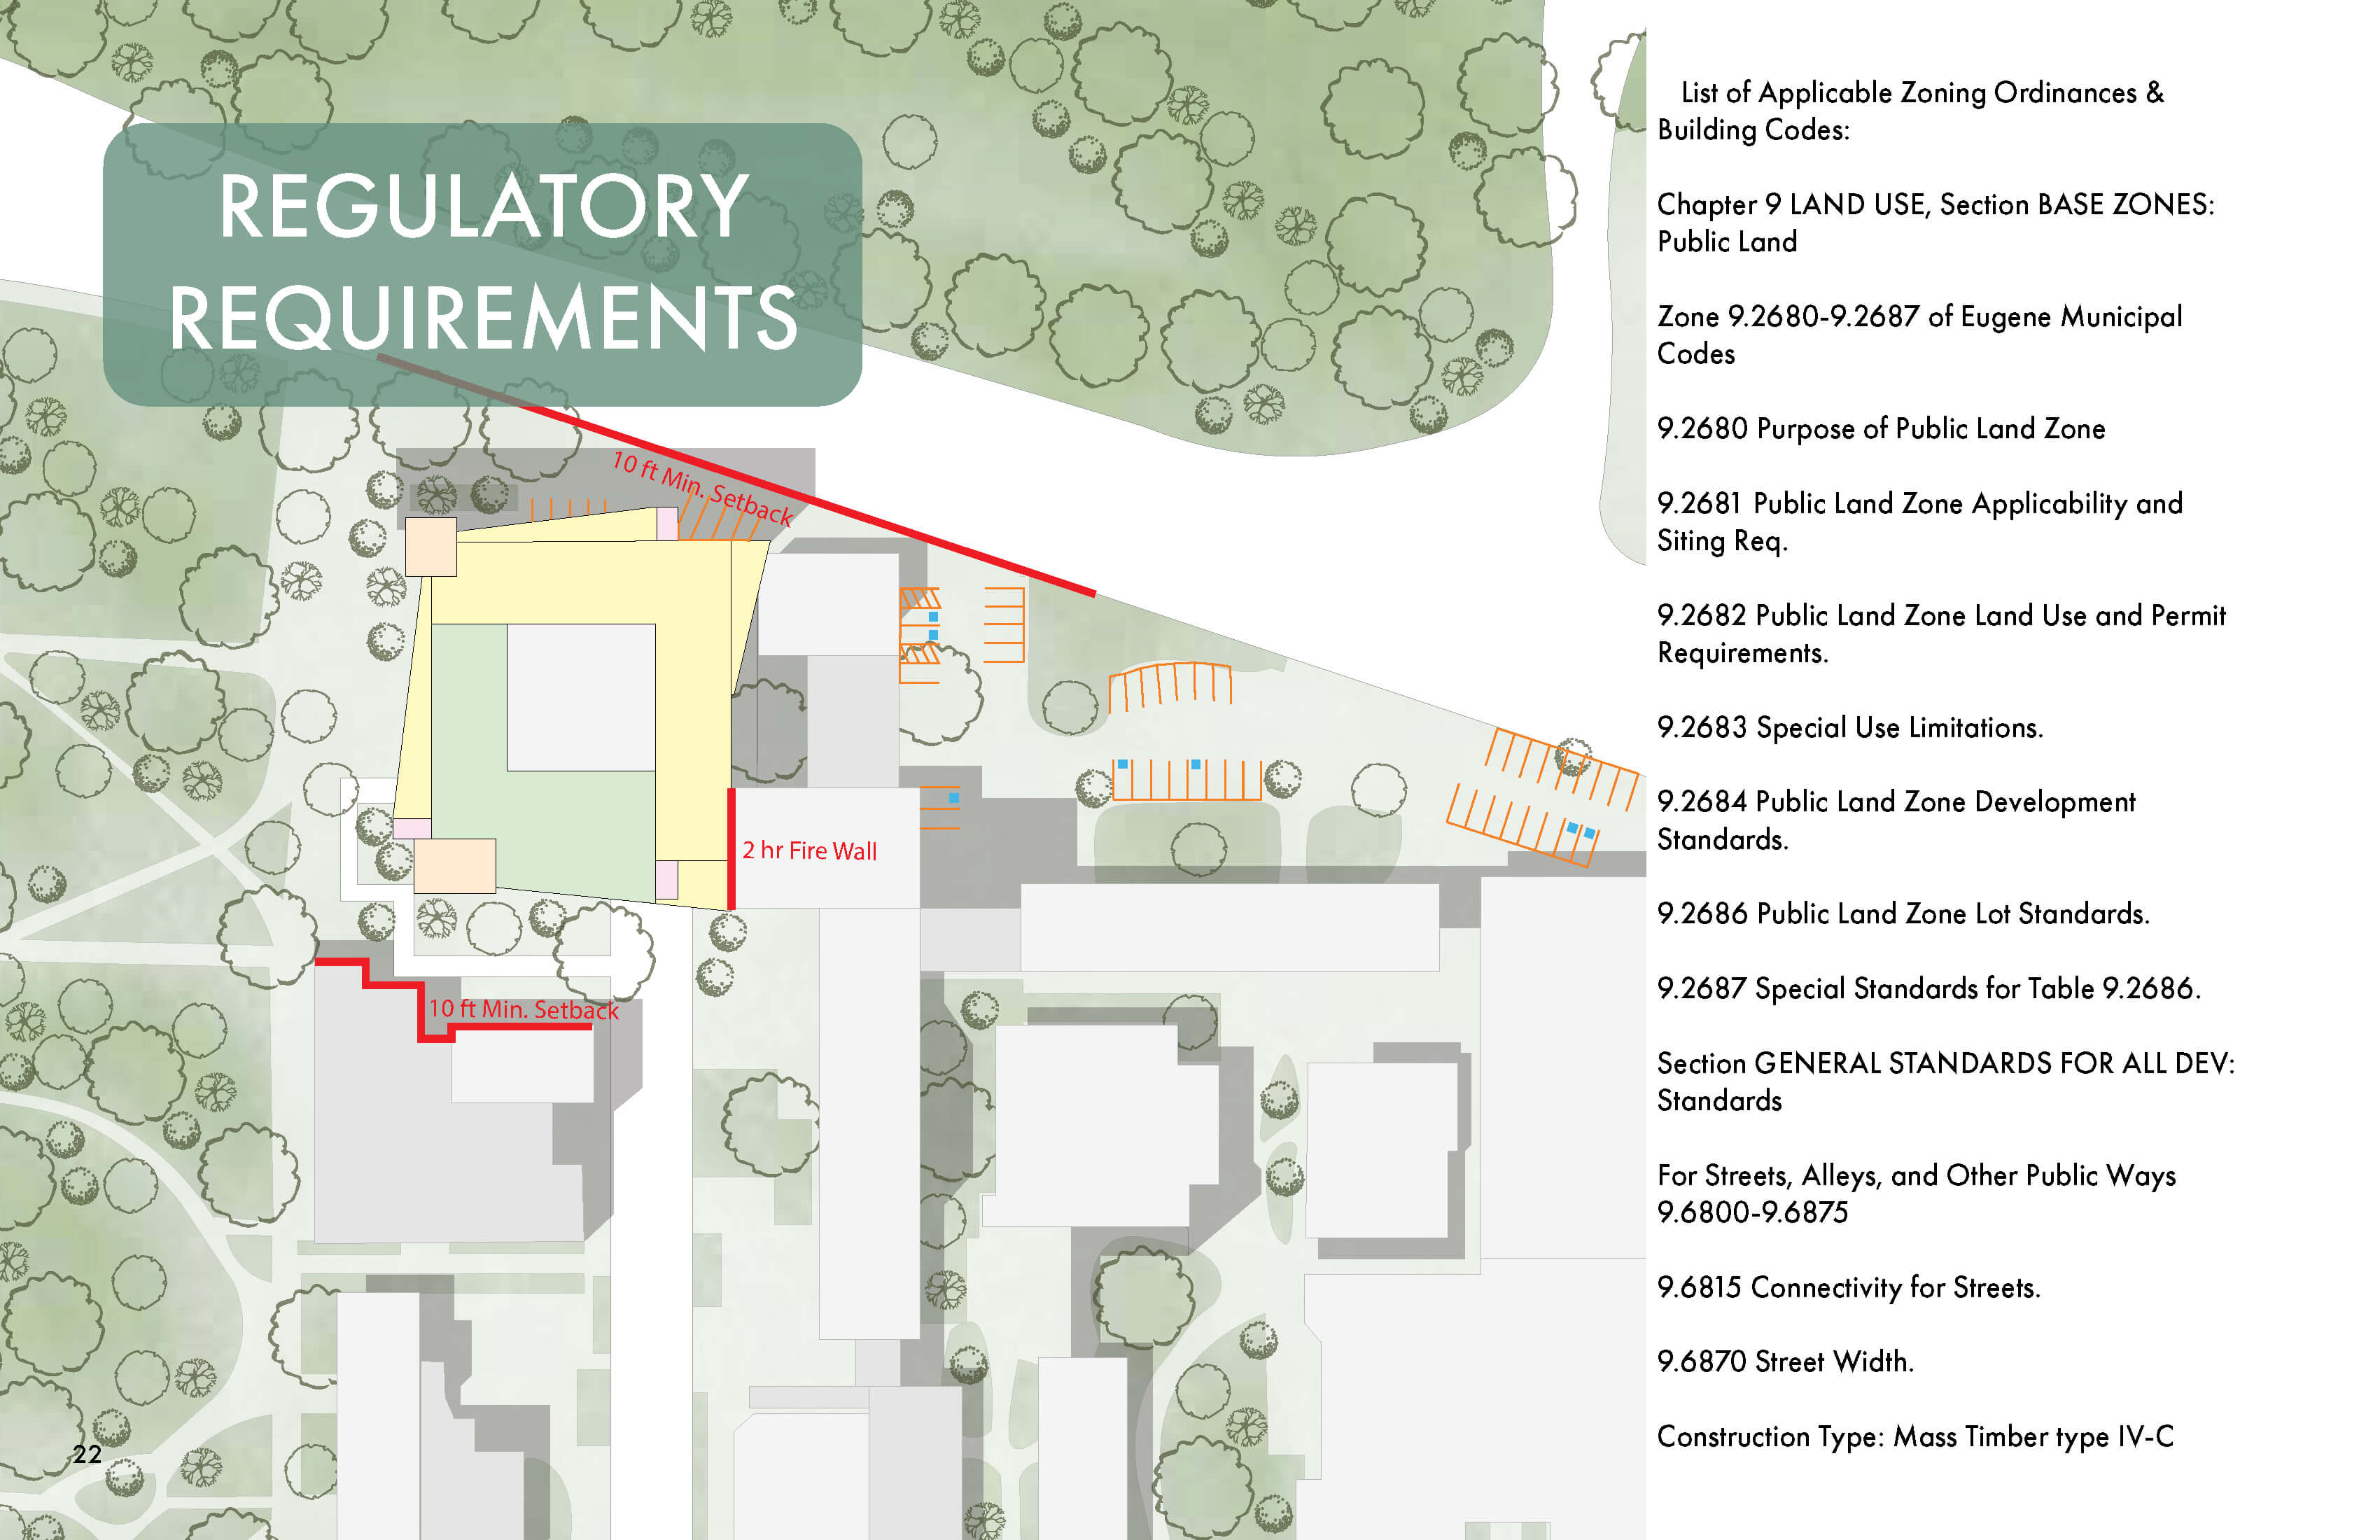 REGULATORY
REQUIREMENTS
10 ft Min. Setback
2 hr Fire Wall
10 ft Min. Setback
22
List of Applicable Zoning Ordinances &
Building Codes:
Chapter 9 LAND USE, Section BASE ZONES:
Public Land
Zone 9.2680-9.2687 of Eugene Municipal
Codes
9.2680 Purpose of Public Land Zone
9.2681 Public Land Zone Applicability and
Siting Req.
9.2682 Public Land Zone Land Use and Permit
Requirements.
9.2683 Special Use Limitations.
9.2684 Public Land Zone Development
Standards.
9.2686 Public Land Zone Lot Standards.
9.2687 Special Standards for Table 9.2686.
Section GENERAL STANDARDS FOR ALL DEV:
Standards
For Streets, Alleys, and Other Public Ways
9.6800-9.6875
9.6815 Connectivity for Streets.
9.6870 Street Width.
Construction Type: Mass Timber type IV-C